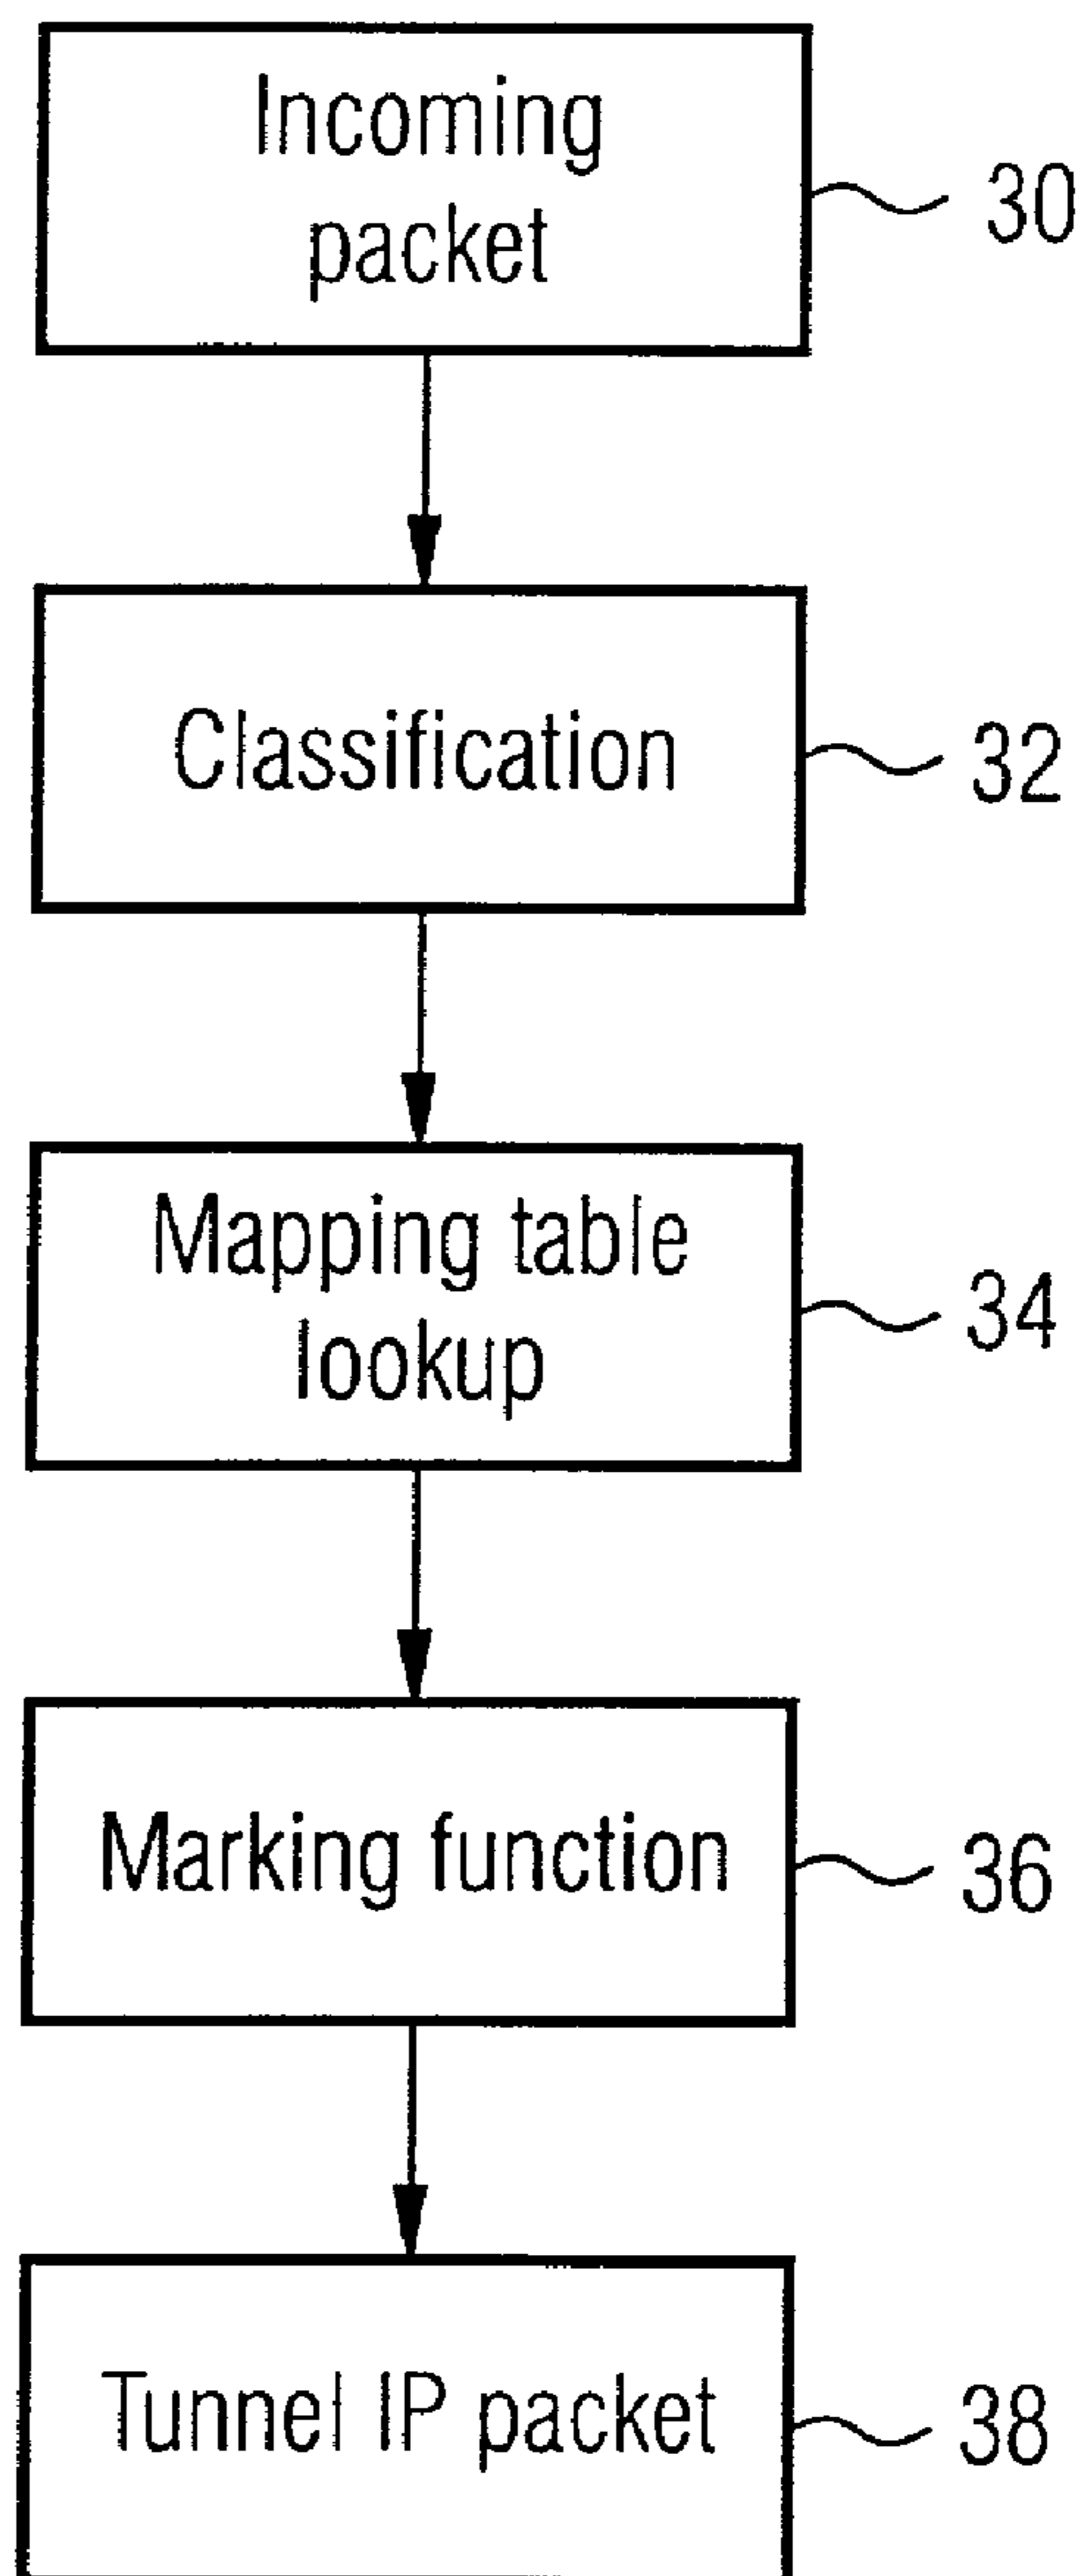 Incoming
packet
30
Classification
32
Mapping table
lookup
34
Marking function
36
Tunnel IP packet
38